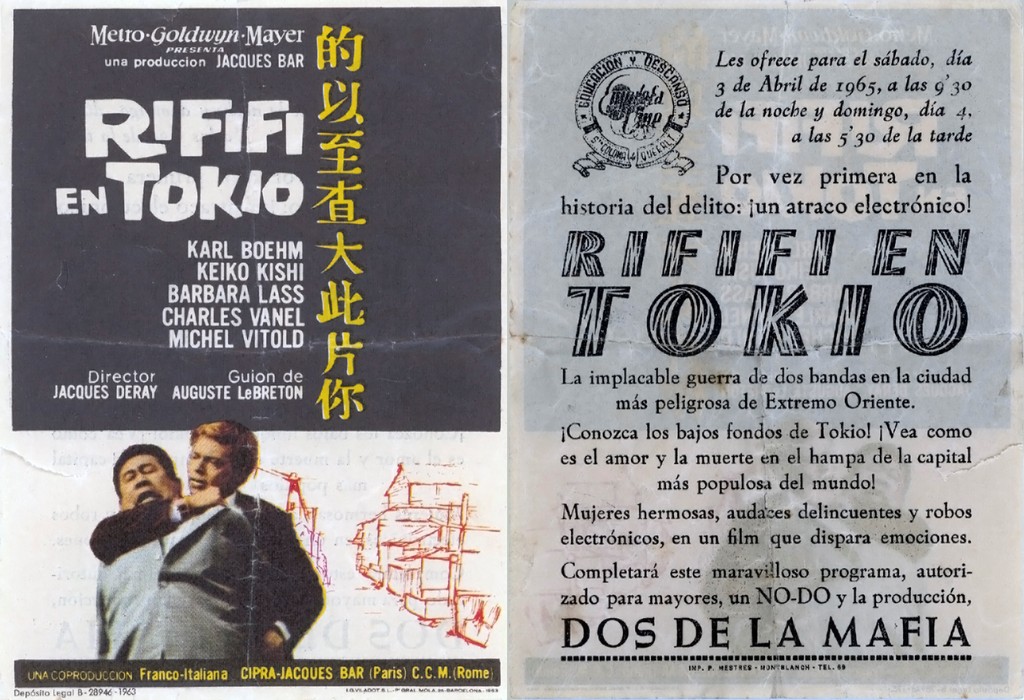 Metro-Goldwyn-Mayer
PRESENTA
una produccion JACQUES BAR
RIFIFI
EN TOKIO
的以至查大此片你
KARL BOEHM
KEIKO KISHI
BARBARA LASS
CHARLES VANEL
MICHEL VITOLD
Director
JACQUES DERAY
Guion de
AUGUSTE LeBRETON
UNA COPRODUCCION Franco-Italiana CIPRA-JACQUES BAR (Paris) C.C.M. (Rome)
Depósito Legal B-28946-1963
EDUCACION Y DESCANSO
Les ofrece para el sábado, día
3 de Abril de 1965, a las 9'30
de la noche y domingo, día 4,
a las 5'30 de la tarde
Por vez primera en la
historia del delito: ¡un atraco electrónico!
RIFIFI EN
TOKIO
La implacable guerra de dos bandas en la ciudad
más peligrosa de Extremo Oriente.
¡Conozca los bajos fondos de Tokio! ¡Vea como
es el amor y la muerte en el hampa de la capital
más populosa del mundo!
Mujeres hermosas, audaces delincuentes y robos
electrónicos, en un film que dispara emociones.
Completará este maravilloso programa, autori-
zado para mayores, un NO-DO y la producción,
DOS DE LA MAFIA
IMP. P. MESTRES - MONTBLANCH - TEL. 69